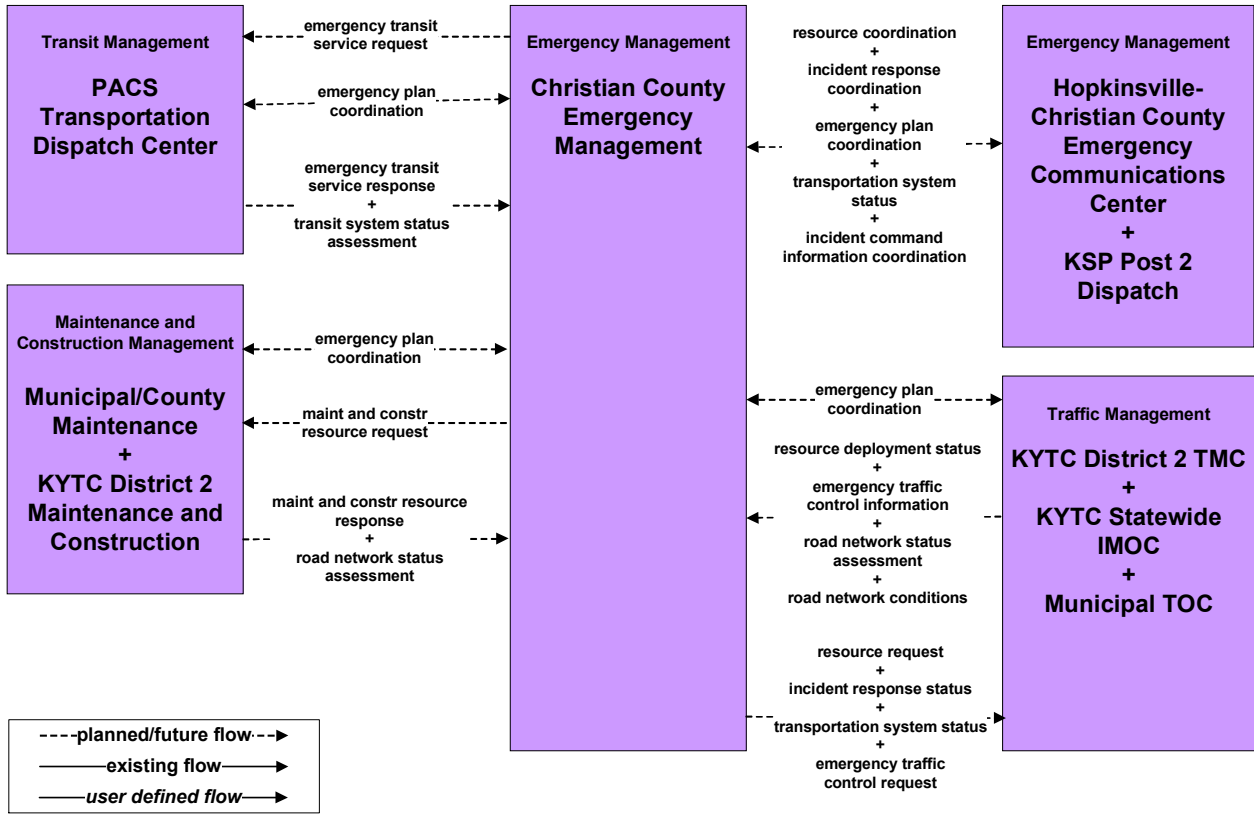 Transit Management
PACS
Transportation
Dispatch Center
emergency transit
service request
emergency plan
coordination
emergency transit
service response
+
transit system status
assessment
Maintenance and
Construction Management
Municipal/County
Maintenance
+
KYTC District 2
Maintenance and
Construction
emergency plan
coordination
maint and constr
resource request
maint and constr resource
response
+
road network status
assessment
Emergency Management
Christian County
Emergency
Management
resource coordination
+
incident response
coordination
+
emergency plan
coordination
+
transportation system
status
+
incident command
information coordination
Emergency Management
Hopkinsville-
Christian County
Emergency
Communications
Center
+
KSP Post 2
Dispatch
emergency plan
coordination
resource deployment status
+
emergency traffic
control information
+
road network status
assessment
+
road network conditions
resource request
+
incident response status
+
transportation system status
+
emergency traffic
control request
Traffic Management
KYTC District 2 TMC
+
KYTC Statewide
IMOC
+
Municipal TOC
planned/future flow
existing flow
user defined flow